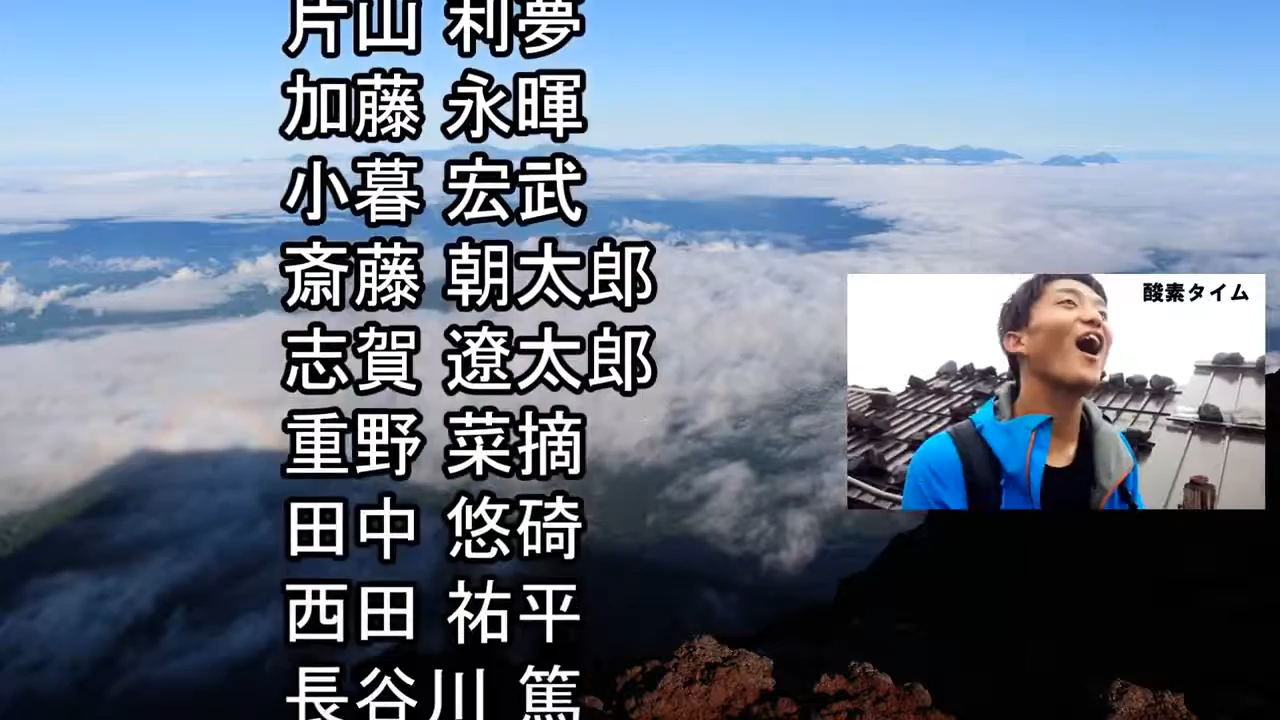 片山 利夢
加藤 永暉
小暮 宏武
斎藤 朝太郎
志賀 遼太郎
重野 菜摘
田中 悠碕
西田 祐平
長谷川 篤
酸素タイム